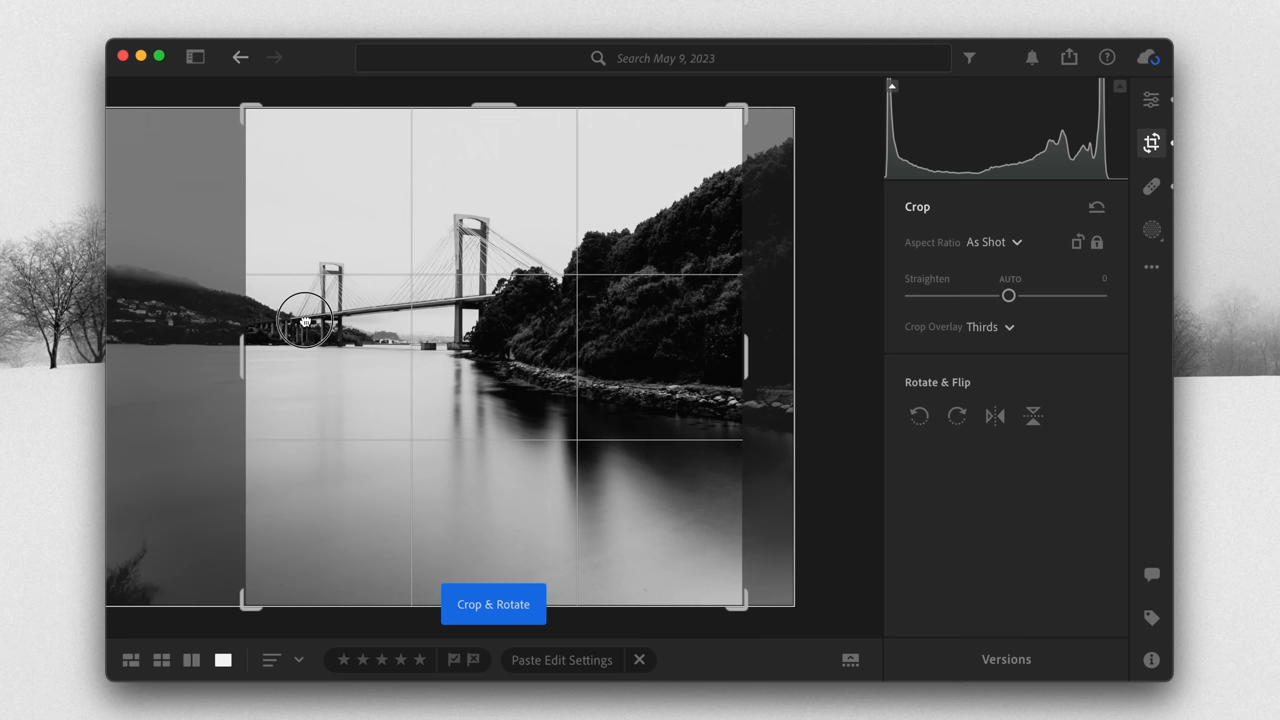 Search May 9, 2023
Crop
Aspect Ratio As Shot
Straighten AUTO 0
Crop Overlay Thirds
Rotate & Flip
Crop & Rotate
Paste Edit Settings
Versions